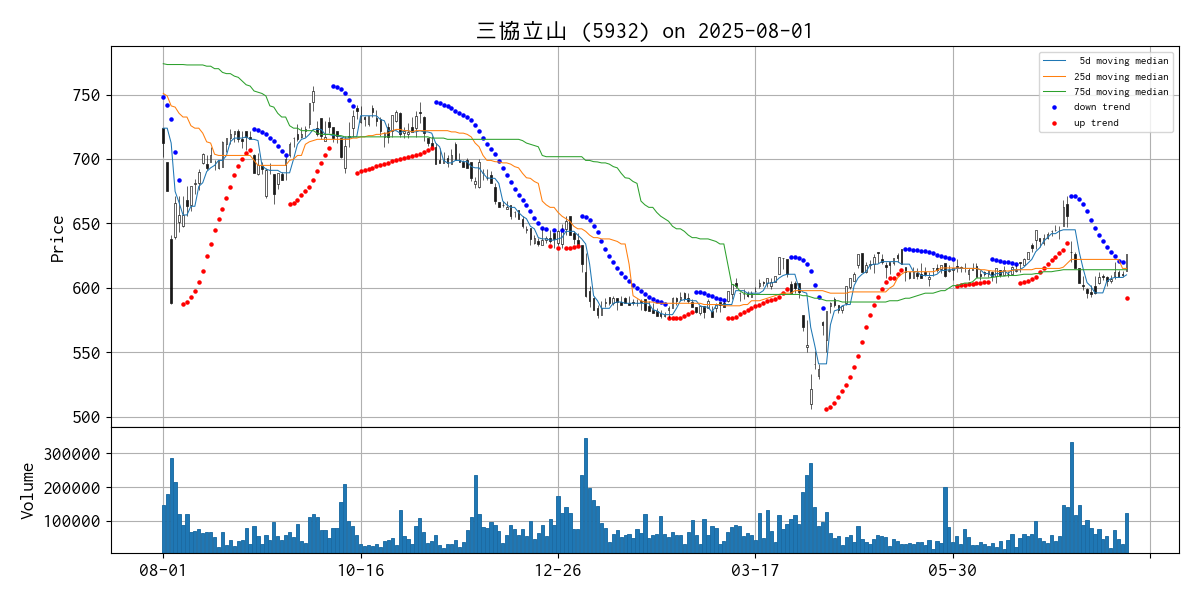 三協立山 (5932) on 2025-08-01
5d moving median
25d moving median
75d moving median
down trend
up trend
Price
750
700
650
600
550
500
Volume
300000
200000
100000
08-01 10-16 12-26 03-17 05-30